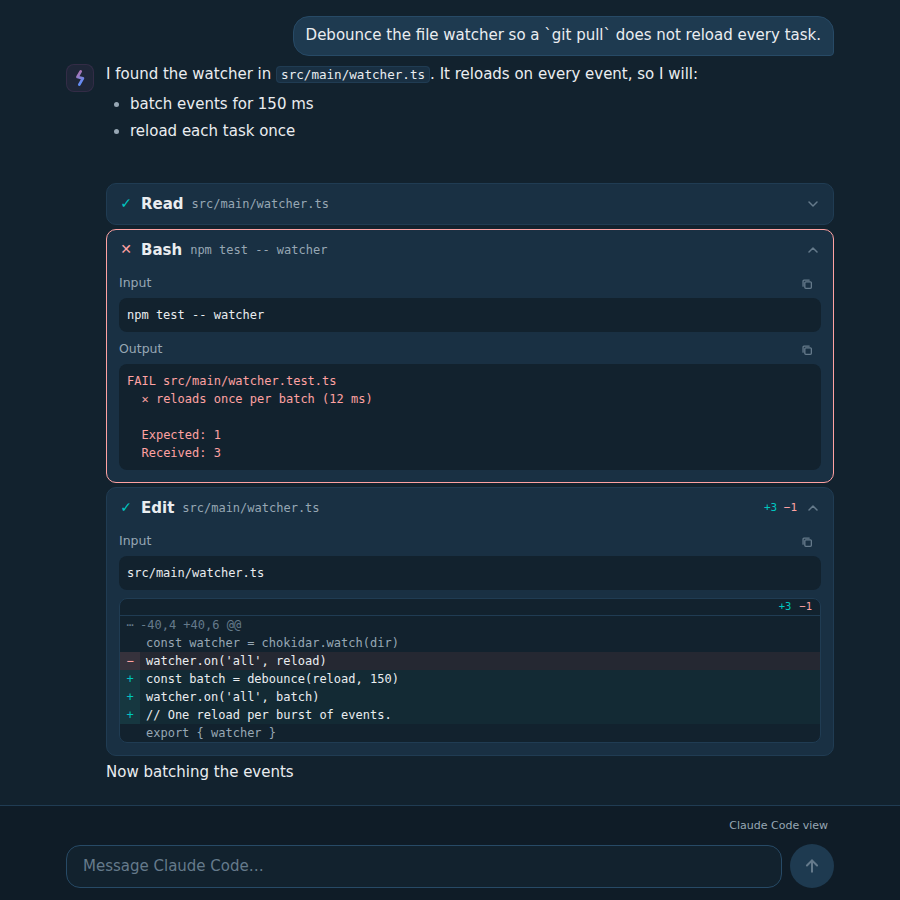 Debounce the file watcher so a `git pull` does not reload every task.
I found the watcher in src/main/watcher.ts. It reloads on every event, so I will:
• batch events for 150 ms
• reload each task once
✓ Read src/main/watcher.ts
✕ Bash npm test -- watcher
Input
npm test -- watcher
Output
FAIL src/main/watcher.test.ts
✕ reloads once per batch (12 ms)
Expected: 1
Received: 3
✓ Edit src/main/watcher.ts +3 −1
Input
src/main/watcher.ts
+3 −1
⋯ -40,4 +40,6 @@
const watcher = chokidar.watch(dir)
− watcher.on('all', reload)
+ const batch = debounce(reload, 150)
+ watcher.on('all', batch)
+ // One reload per burst of events.
export { watcher }
Now batching the events
Claude Code view
Message Claude Code…